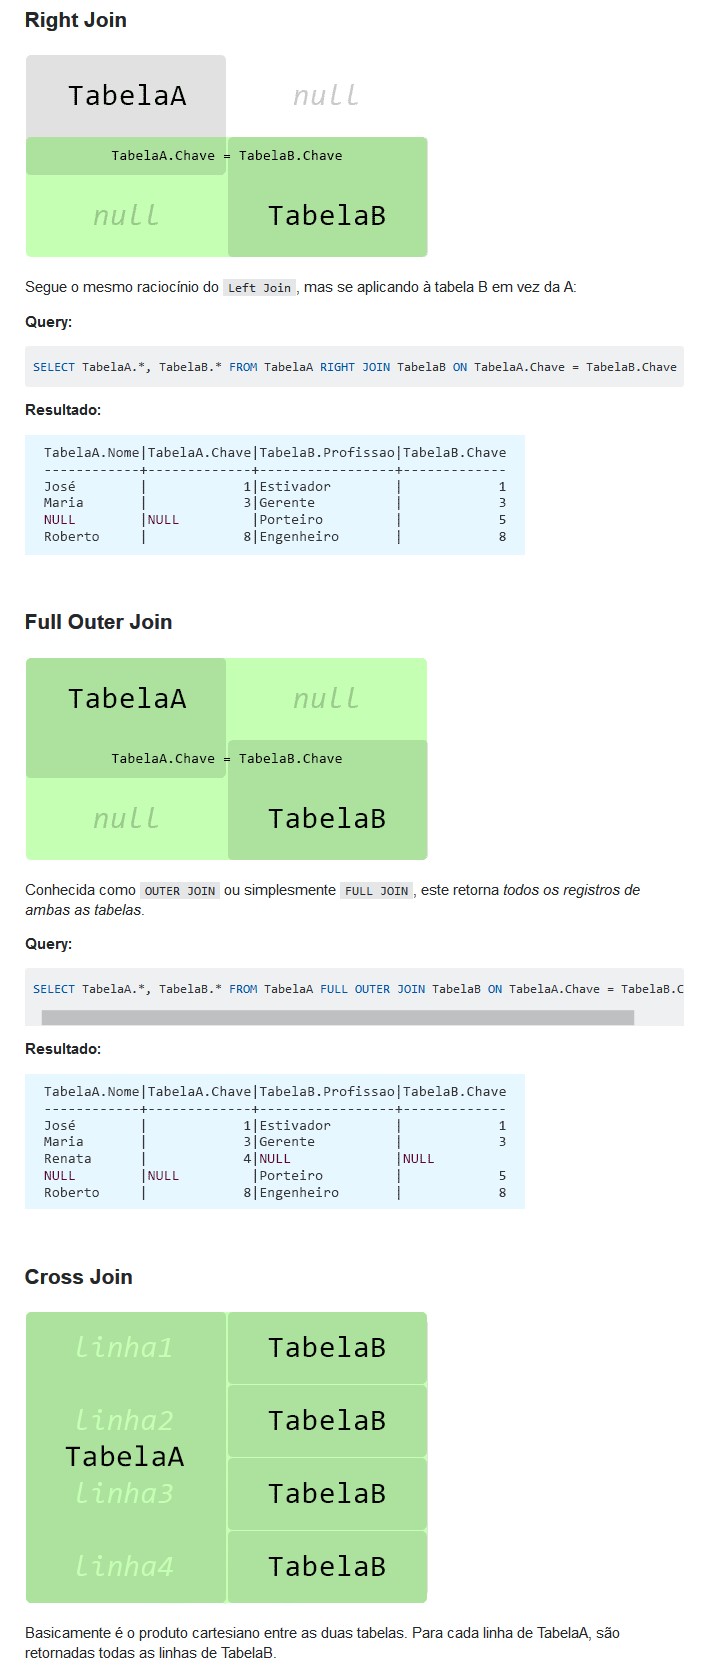 Right Join
TabelaA
null
TabelaA.Chave = TabelaB.Chave
null
TabelaB
Segue o mesmo raciocínio do Left Join, mas se aplicando à tabela B em vez da A:
Query:
SELECT TabelaA.*, TabelaB.* FROM TabelaA RIGHT JOIN TabelaB ON TabelaA.Chave = TabelaB.Chave
Resultado:
TabelaA.Nome|TabelaA.Chave|TabelaB.Profissao|TabelaB.Chave
------------+-------------+-----------------+-------------
José        |            1|Estivador        |            1
Maria       |            3|Gerente          |            3
NULL        |NULL         |Porteiro         |            5
Roberto     |            8|Engenheiro       |            8
Full Outer Join
TabelaA
null
TabelaA.Chave = TabelaB.Chave
null
TabelaB
Conhecida como OUTER JOIN ou simplesmente FULL JOIN, este retorna todos os registros de
ambas as tabelas.
Query:
SELECT TabelaA.*, TabelaB.* FROM TabelaA FULL OUTER JOIN TabelaB ON TabelaA.Chave = TabelaB.C
Resultado:
TabelaA.Nome|TabelaA.Chave|TabelaB.Profissao|TabelaB.Chave
------------+-------------+-----------------+-------------
José        |            1|Estivador        |            1
Maria       |            3|Gerente          |            3
Renata      |            4|NULL             |NULL
NULL        |NULL         |Porteiro         |            5
Roberto     |            8|Engenheiro       |            8
Cross Join
linha1
TabelaB
linha2
TabelaB
TabelaA
linha3
TabelaB
linha4
TabelaB
Basicamente é o produto cartesiano entre as duas tabelas. Para cada linha de TabelaA, são
retornadas todas as linhas de TabelaB.